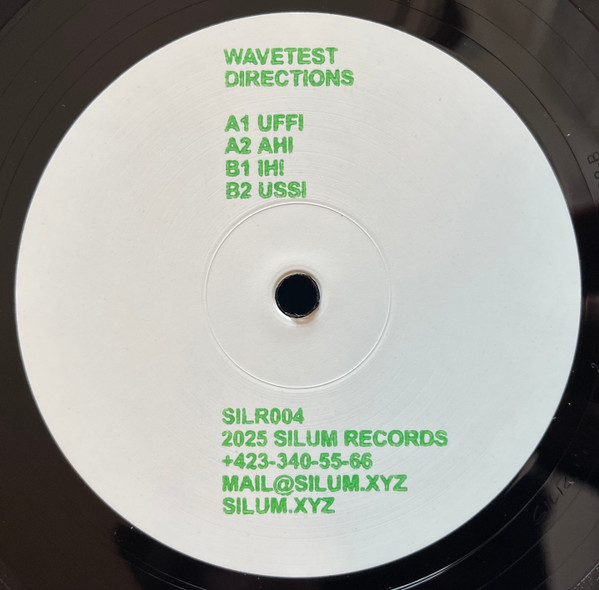 WAVETEST
DIRECTIONS
A1 UFFI
A2 AHI
B1 IHI
B2 USSI
SILR004
2025 SILUM RECORDS
+423-340-55-66
MAIL@SILUM.XYZ
SILUM.XYZ